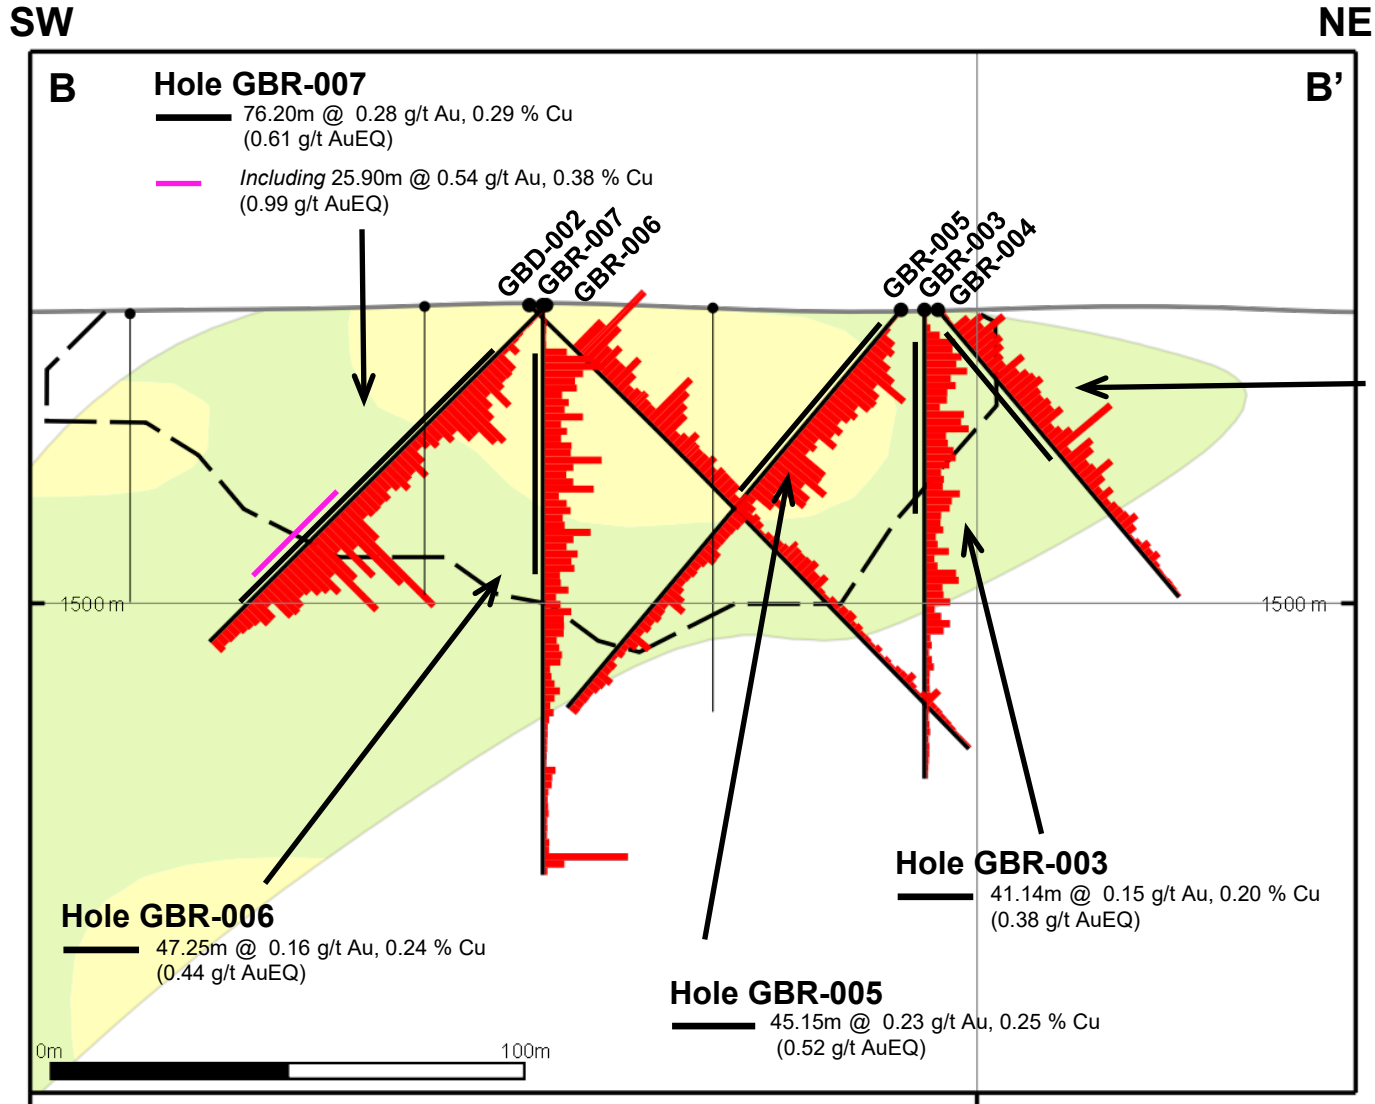 SW
NE
B
B’
Hole GBR-007
76.20m @ 0.28 g/t Au, 0.29 % Cu
(0.61 g/t AuEQ)
Including 25.90m @ 0.54 g/t Au, 0.38 % Cu
(0.99 g/t AuEQ)
GBD-002
GBR-007
GBR-006
GBR-005
GBR-003
GBR-004
1500 m
1500 m
Hole GBR-003
41.14m @ 0.15 g/t Au, 0.20 % Cu
(0.38 g/t AuEQ)
Hole GBR-006
47.25m @ 0.16 g/t Au, 0.24 % Cu
(0.44 g/t AuEQ)
Hole GBR-005
45.15m @ 0.23 g/t Au, 0.25 % Cu
(0.52 g/t AuEQ)
0m
100m